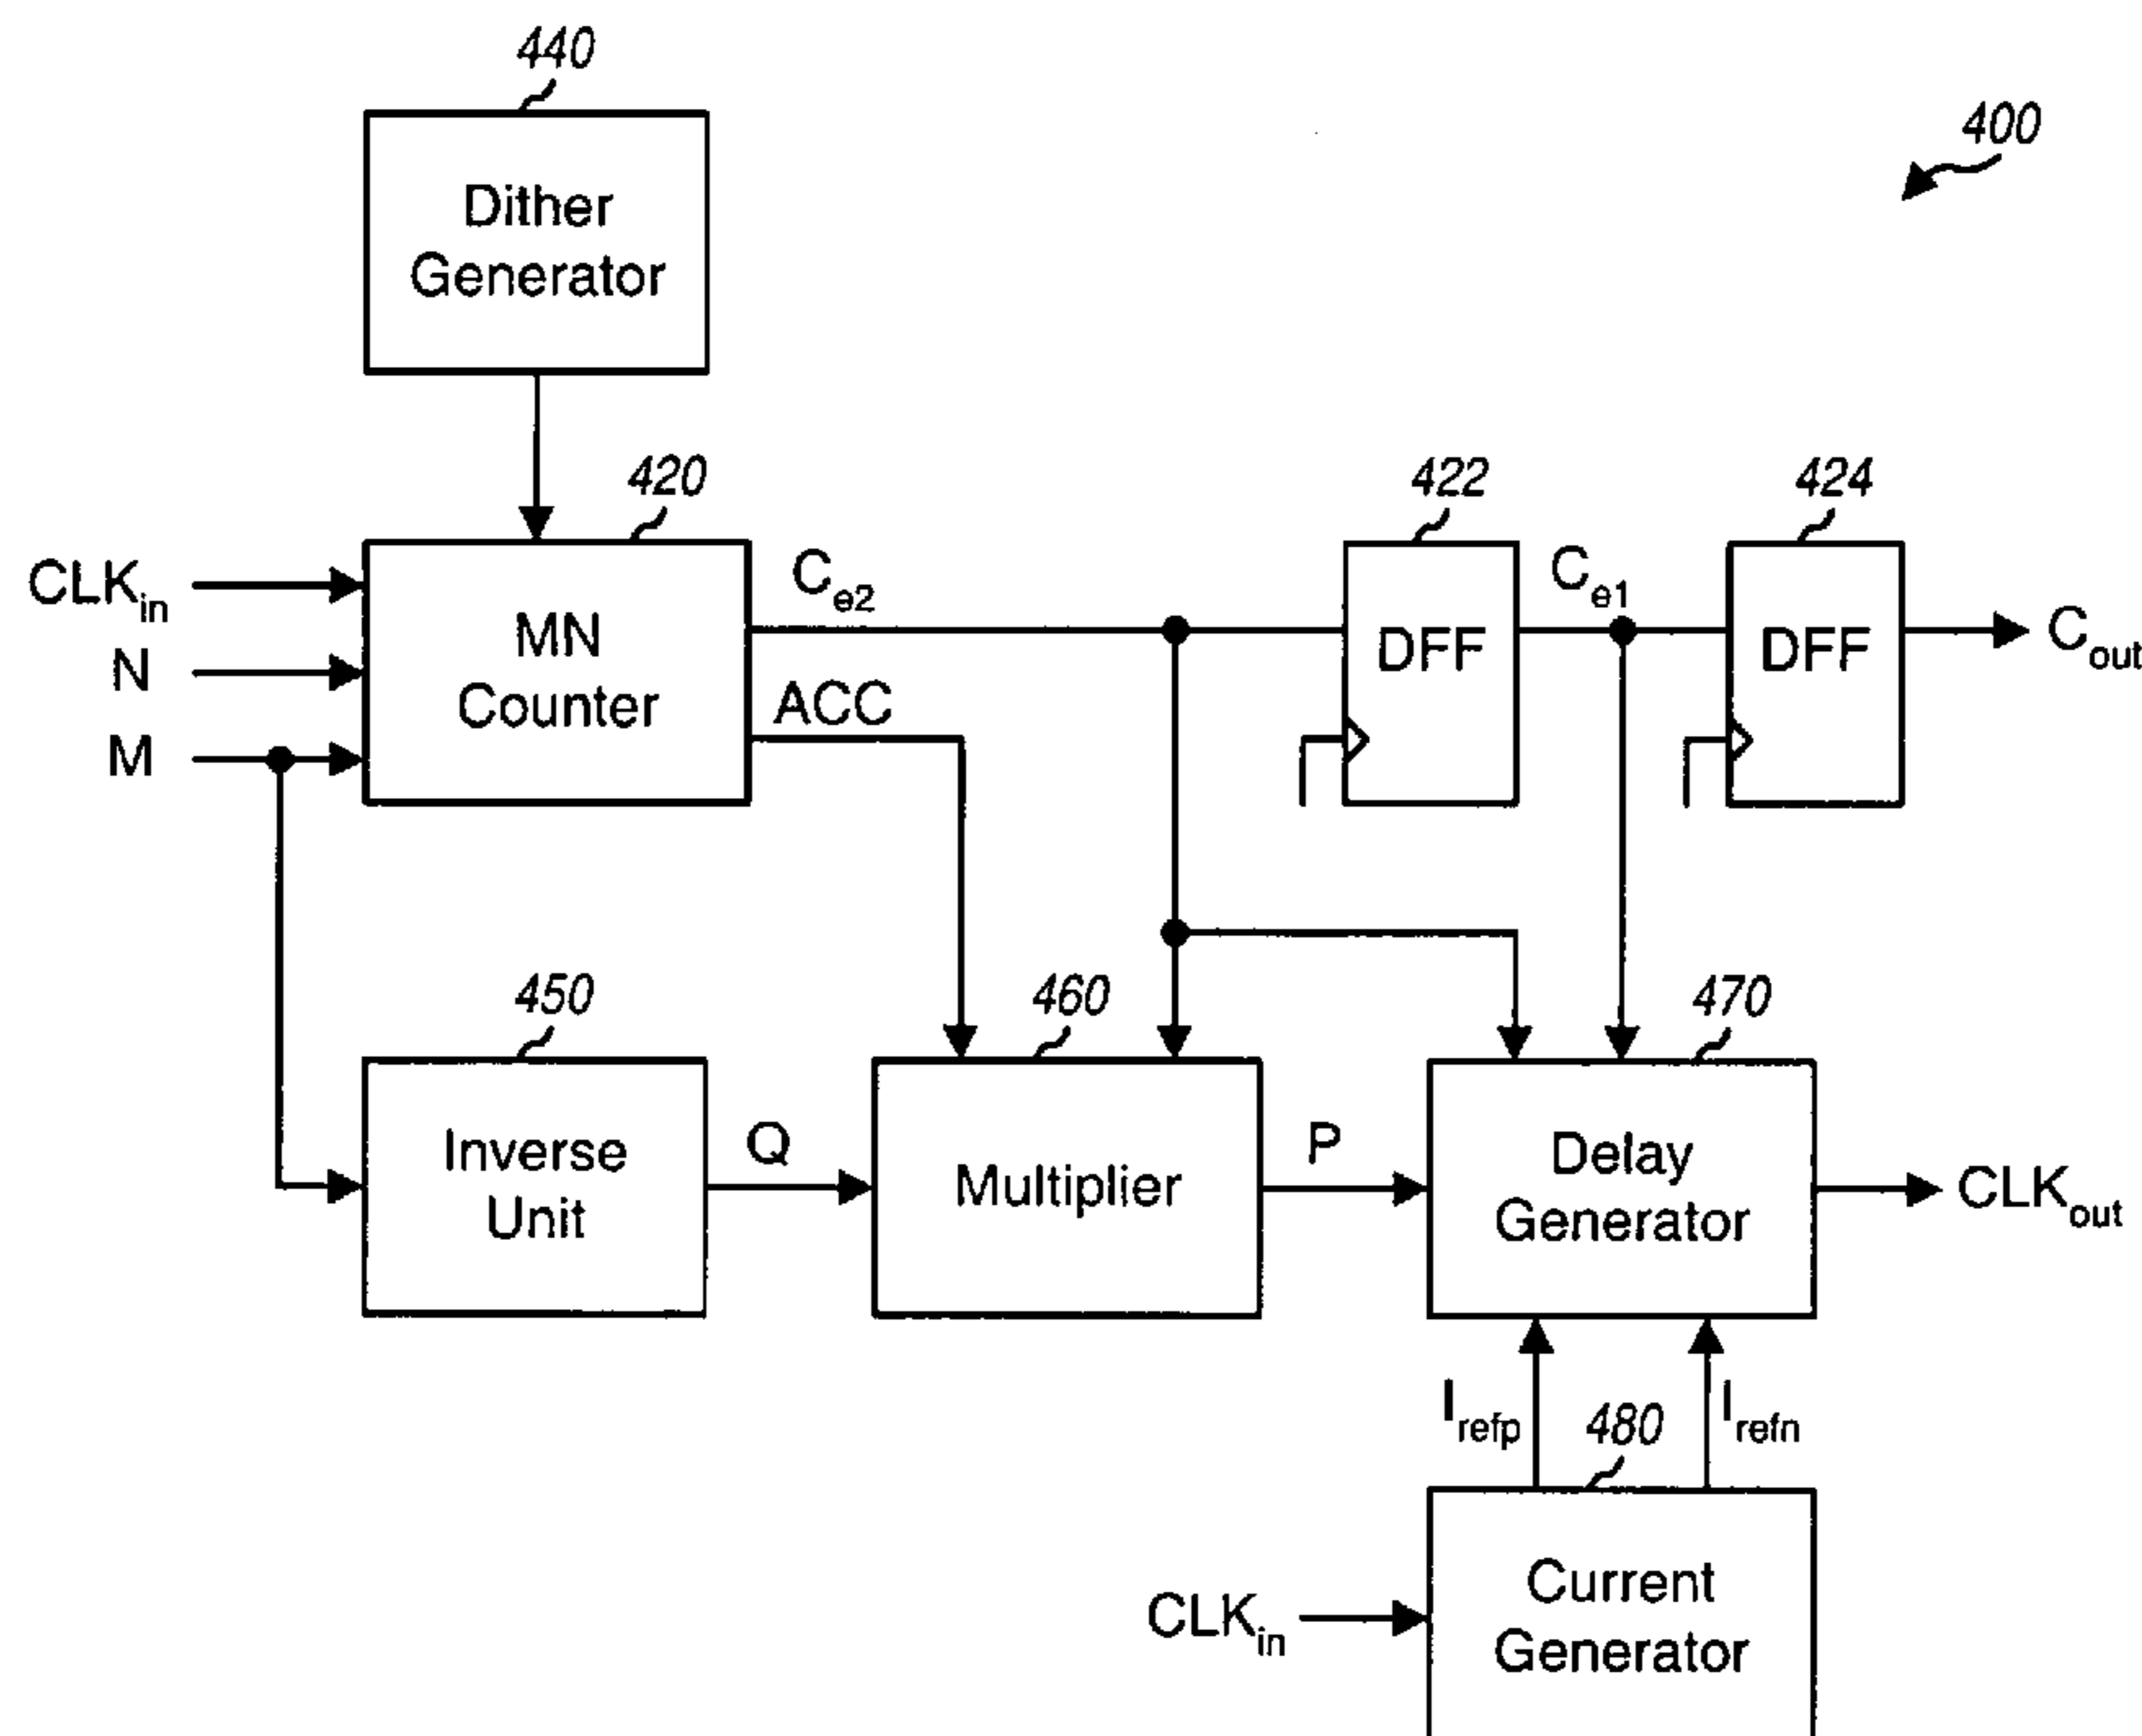 440
400
Dither
Generator
420
422
424
CLKin
N
M
MN
Counter
Ce2
ACC
DFF
Ce1
DFF
Cout
450
460
470
Inverse
Unit
Q
Multiplier
P
Delay
Generator
CLKout
Irefp
480
Irefn
CLKin
Current
Generator